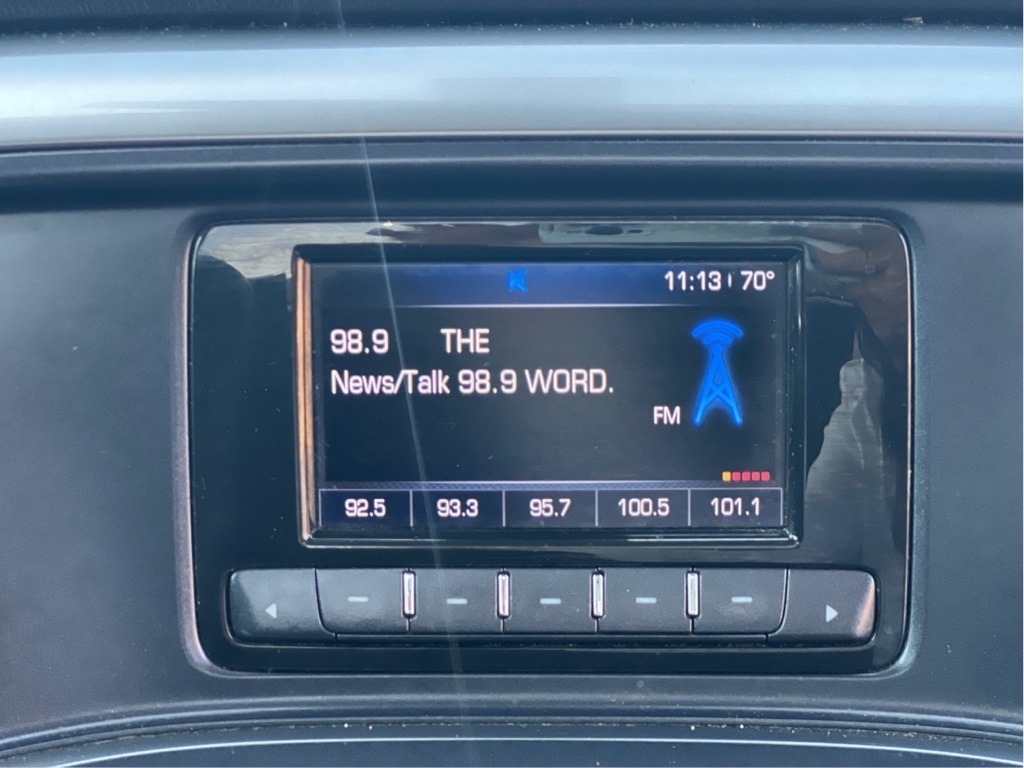 11:13 70°
98.9 THE
News/Talk 98.9 WORD.
FM
92.5 93.3 95.7 100.5 101.1